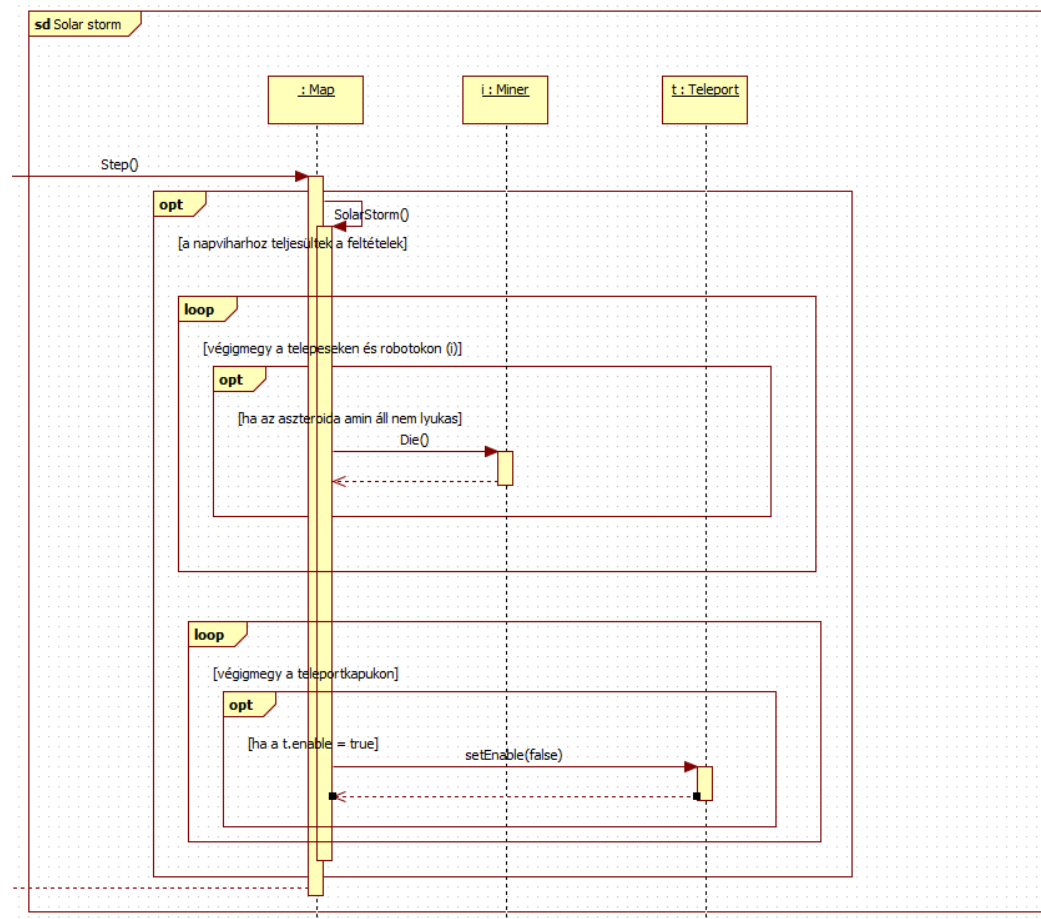 sd Solar storm
: Map
i : Miner
t : Teleport
Step()
opt
SolarStorm()
[a napviharhoz teljesültek a feltételek]
loop
[végigmegy a telepeseken és robotokon (i)]
opt
[ha az aszteroida amin áll nem lyukas]
Die()
loop
[végigmegy a teleportkapukon]
opt
[ha a t.enable = true]
setEnable(false)